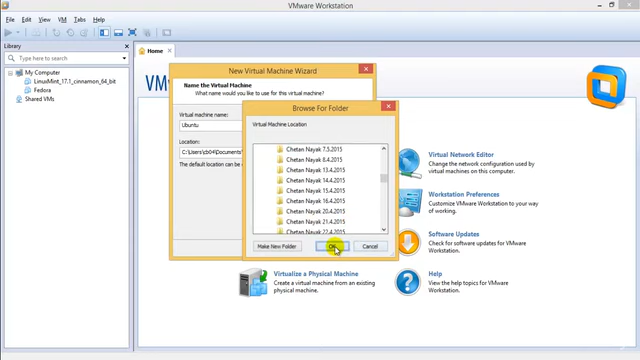 VMware Workstation
File Edit View VM Tabs
Library
Type here to search
My Computer
LinuxMint_17.1_cinnamon_64_bit
Fedora
Shared VMs
Home
New Virtual Machine Wizard
Name the Virtual Machine
What name would you like to use for this virtual machine?
Virtual machine name:
Ubuntu
Location:
The default location can be
Browse For Folder
Virtual Machine Location
Chetan Nayak 7.5.2015
Chetan Nayak 8.4.2015
Chetan Nayak 13.4.2015
Chetan Nayak 14.4.2015
Chetan Nayak 15.4.2015
Chetan Nayak 16.4.2015
Chetan Nayak 20.4.2015
Chetan Nayak 21.4.2015
Chetan Nayak 22.4.2015
Make New Folder
OK
Cancel
Virtual Network Editor
Change the network configuration used by
virtual machines on this computer.
Workstation Preferences
Customize VMware Workstation to your
way of working.
Software Updates
Check for software updates for VMware
Workstation.
Virtualize a Physical Machine
Create a virtual machine from an existing
physical machine.
Help
View the help topics for VMware
Workstation.